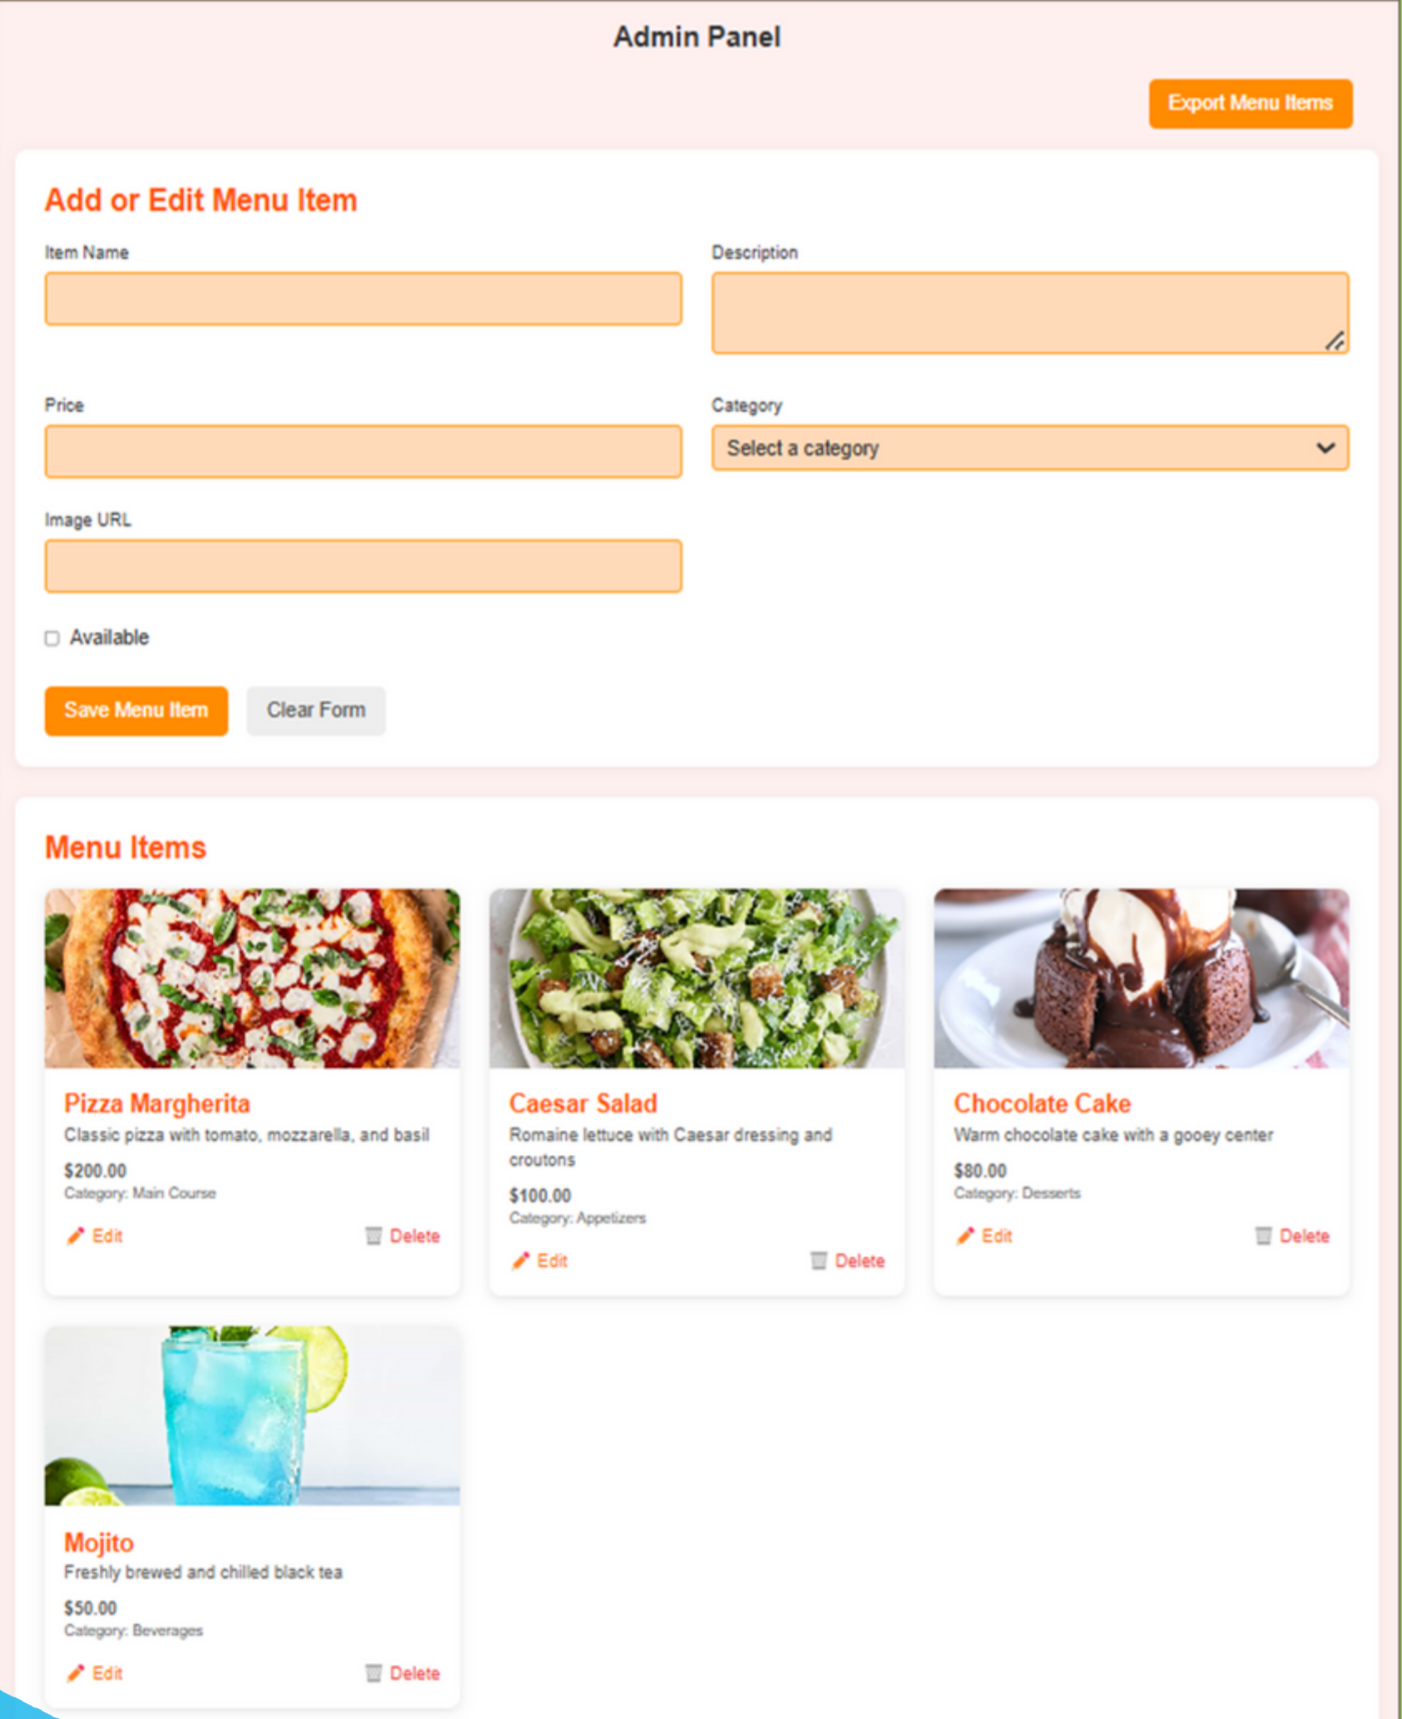 Admin Panel
Export Menu Items
Add or Edit Menu Item
Item Name
Description
Price
Category
Select a category
Image URL
Available
Save Menu Item
Clear Form
Menu Items
Pizza Margherita
Classic pizza with tomato, mozzarella, and basil
$200.00
Category: Main Course
Edit
Delete
Caesar Salad
Romaine lettuce with Caesar dressing and
croutons
$100.00
Category: Appetizers
Edit
Delete
Chocolate Cake
Warm chocolate cake with a gooey center
$80.00
Category: Desserts
Edit
Delete
Mojito
Freshly brewed and chilled black tea
$50.00
Category: Beverages
Edit
Delete